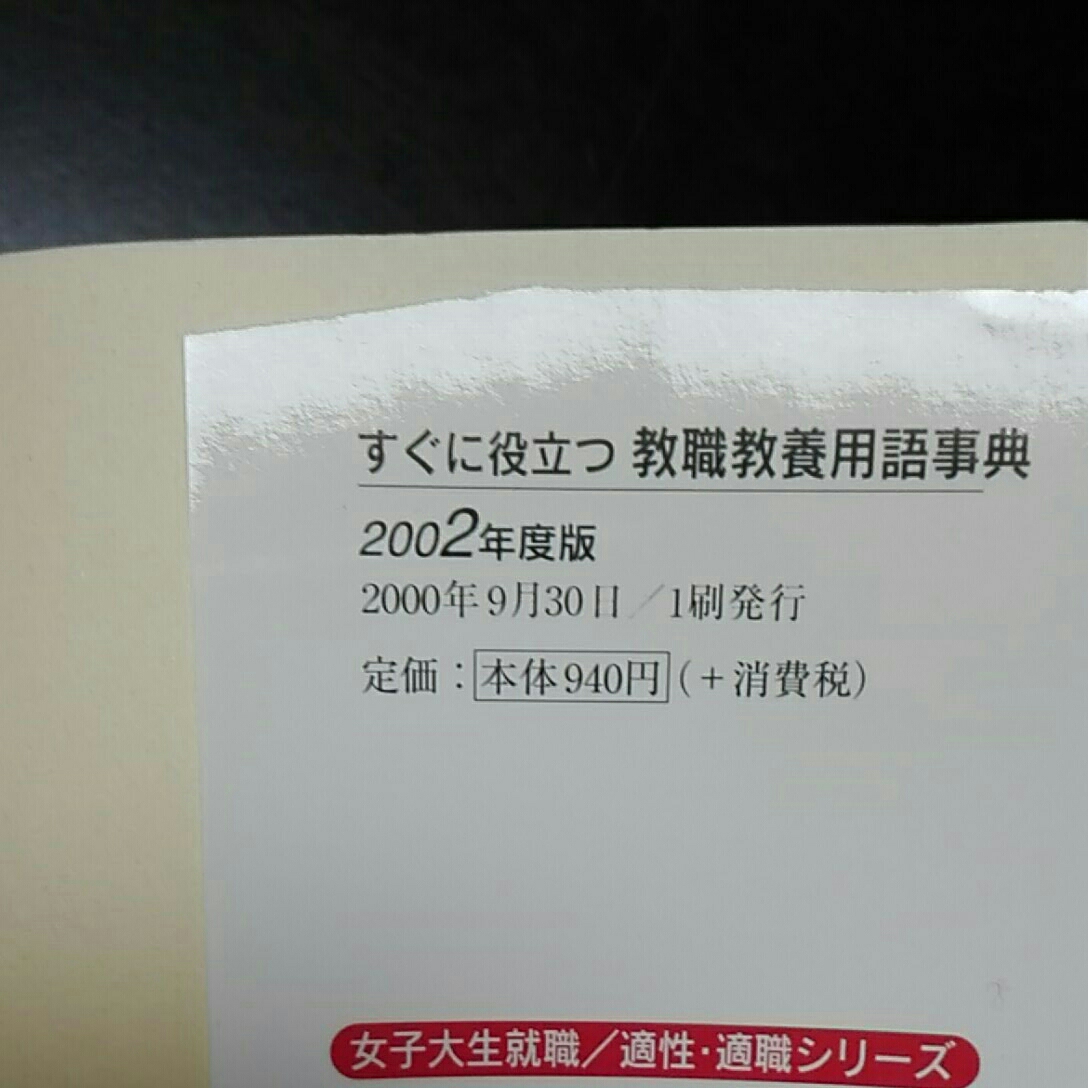 すぐに役立つ 教職教養用語事典
2002年度版
2000年9月30日／1刷発行
定価：本体940円（＋消費税）
女子大生就職／適性・適職シリーズ